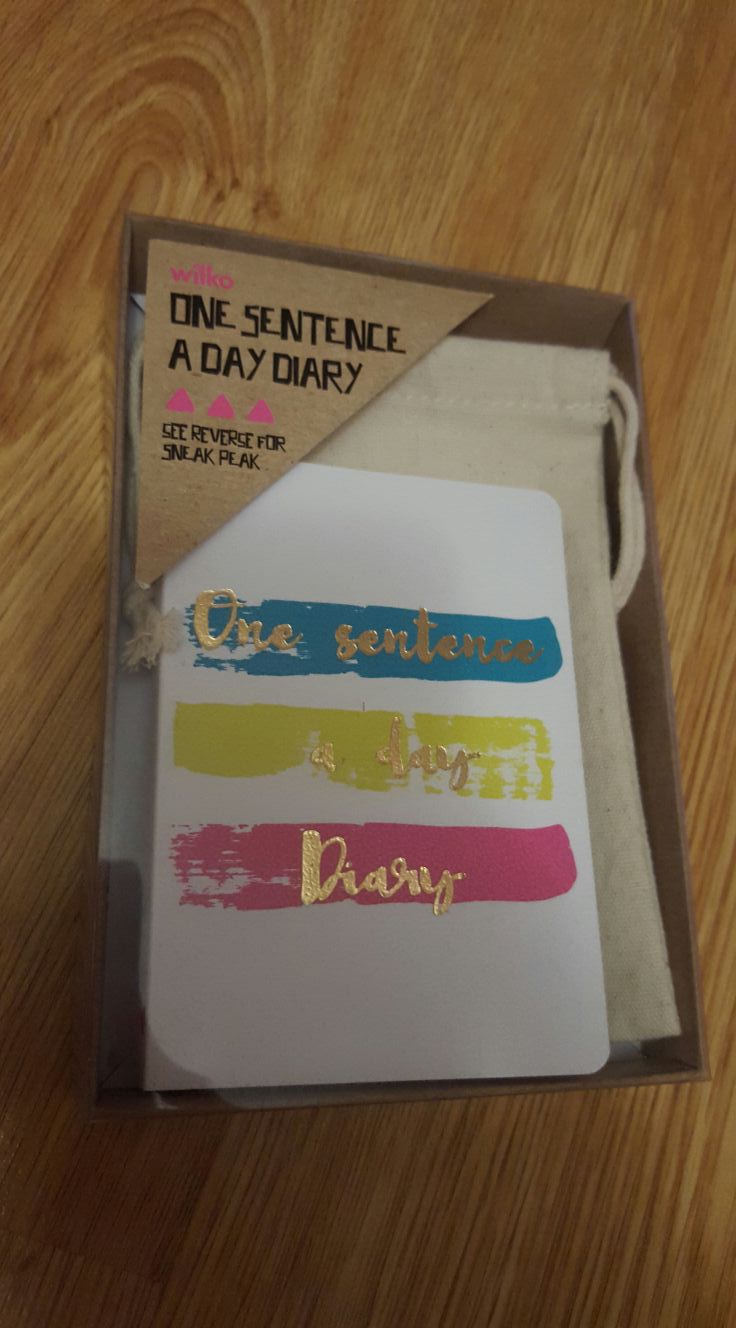 wilko
ONE SENTENCE
A DAY DIARY
SEE REVERSE FOR
SNEAK PEAK
One sentence
a day
Diary